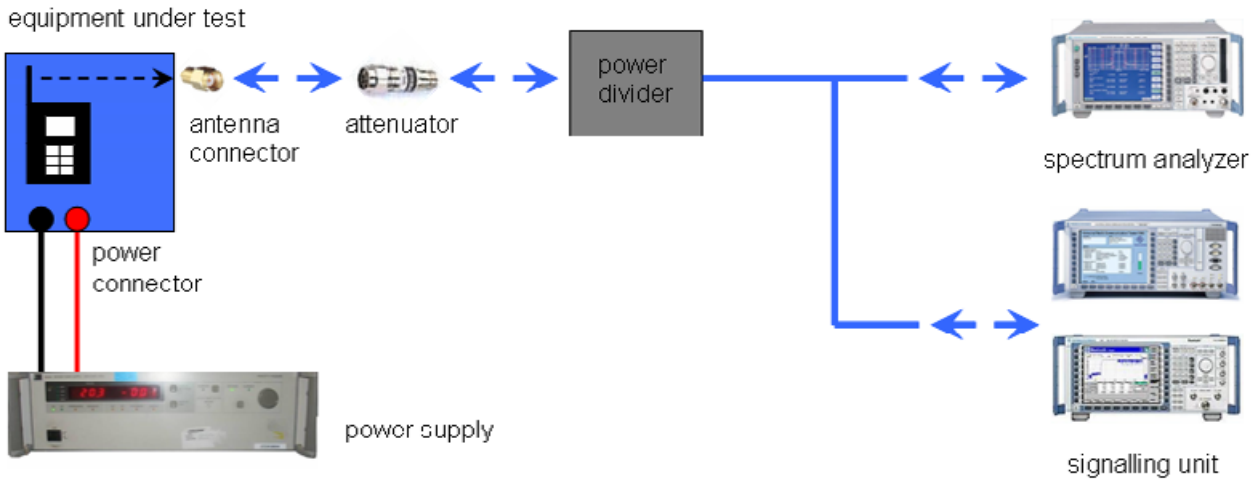 equipment under test
power
divider
antenna
connector
attenuator
spectrum analyzer
power
connector
power supply
signalling unit